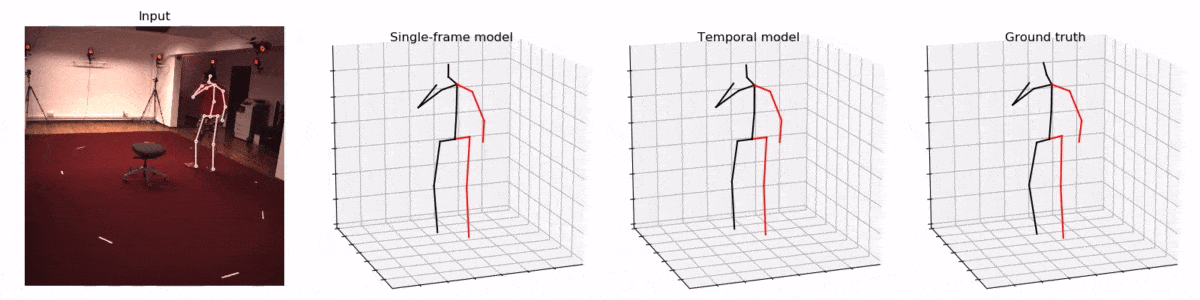 Input
Single-frame model
Temporal model
Ground truth